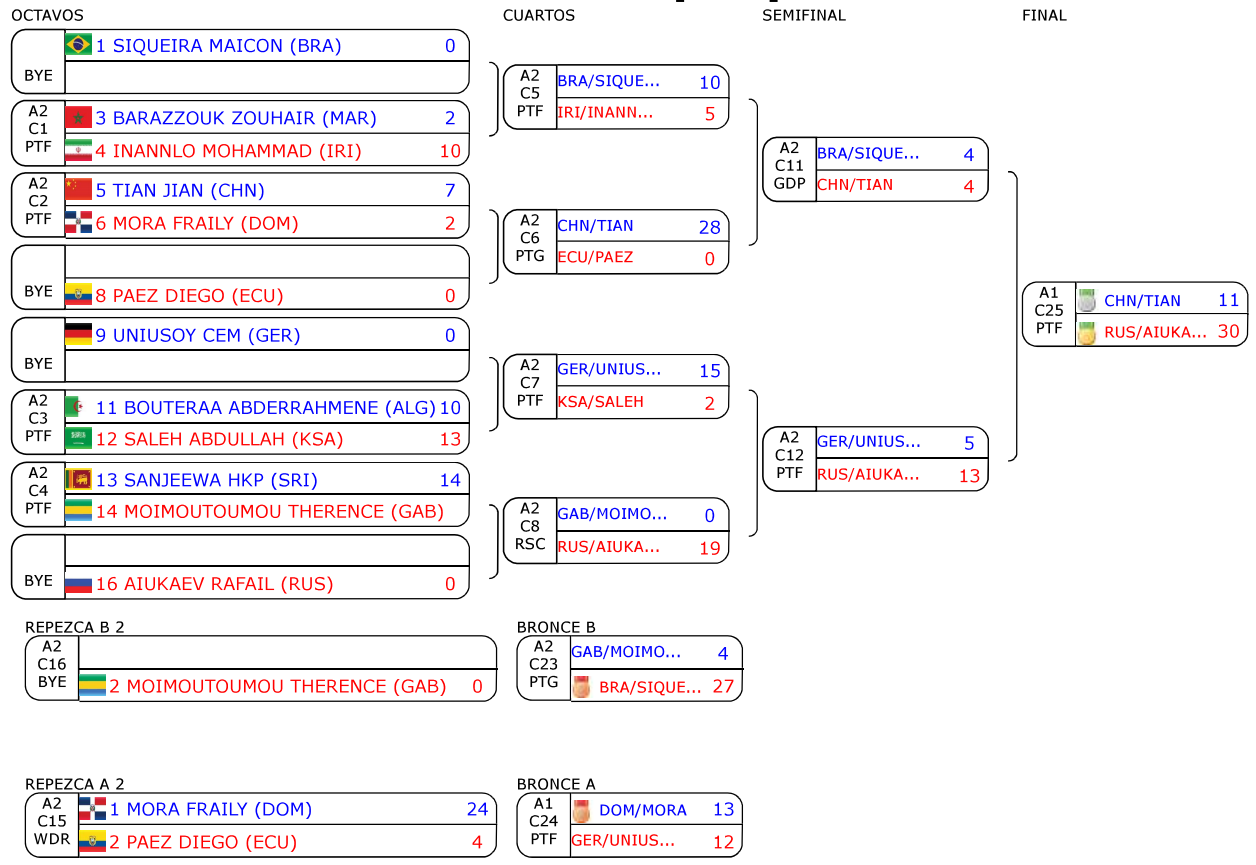 OCTAVOS CUARTOS SEMIFINAL FINAL
1 SIQUEIRA MAICON (BRA) 0
BYE
A2 C1 PTF
3 BARAZZOUK ZOUHAIR (MAR) 2
4 INANNLO MOHAMMAD (IRI) 10
A2 C2 PTF
5 TIAN JIAN (CHN) 7
6 MORA FRAILY (DOM) 2
BYE
8 PAEZ DIEGO (ECU) 0
9 UNIUSOY CEM (GER) 0
BYE
A2 C3 PTF
11 BOUTERAA ABDERRAHMENE (ALG) 10
12 SALEH ABDULLAH (KSA) 13
A2 C4 PTF
13 SANJEEWA HKP (SRI) 14
14 MOIMOUTOUMOU THERENCE (GAB)
BYE
16 AIUKAEV RAFAIL (RUS) 0
A2 C5 PTF
BRA/SIQUE... 10
IRI/INANN... 5
A2 C6 PTG
CHN/TIAN 28
ECU/PAEZ 0
A2 C7 PTF
GER/UNIUS... 15
KSA/SALEH 2
A2 C8 RSC
GAB/MOIMO... 0
RUS/AIUKA... 19
A2 C11 GDP
BRA/SIQUE... 4
CHN/TIAN 4
A2 C12 PTF
GER/UNIUS... 5
RUS/AIUKA... 13
A1 C25 PTF
CHN/TIAN 11
RUS/AIUKA... 30
REPEZCA B 2
A2 C16 BYE
2 MOIMOUTOUMOU THERENCE (GAB) 0
BRONCE B
A2 C23 PTG
GAB/MOIMO... 4
BRA/SIQUE... 27
REPEZCA A 2
A2 C15 WDR
1 MORA FRAILY (DOM) 24
2 PAEZ DIEGO (ECU) 4
BRONCE A
A1 C24 PTF
DOM/MORA 13
GER/UNIUS... 12